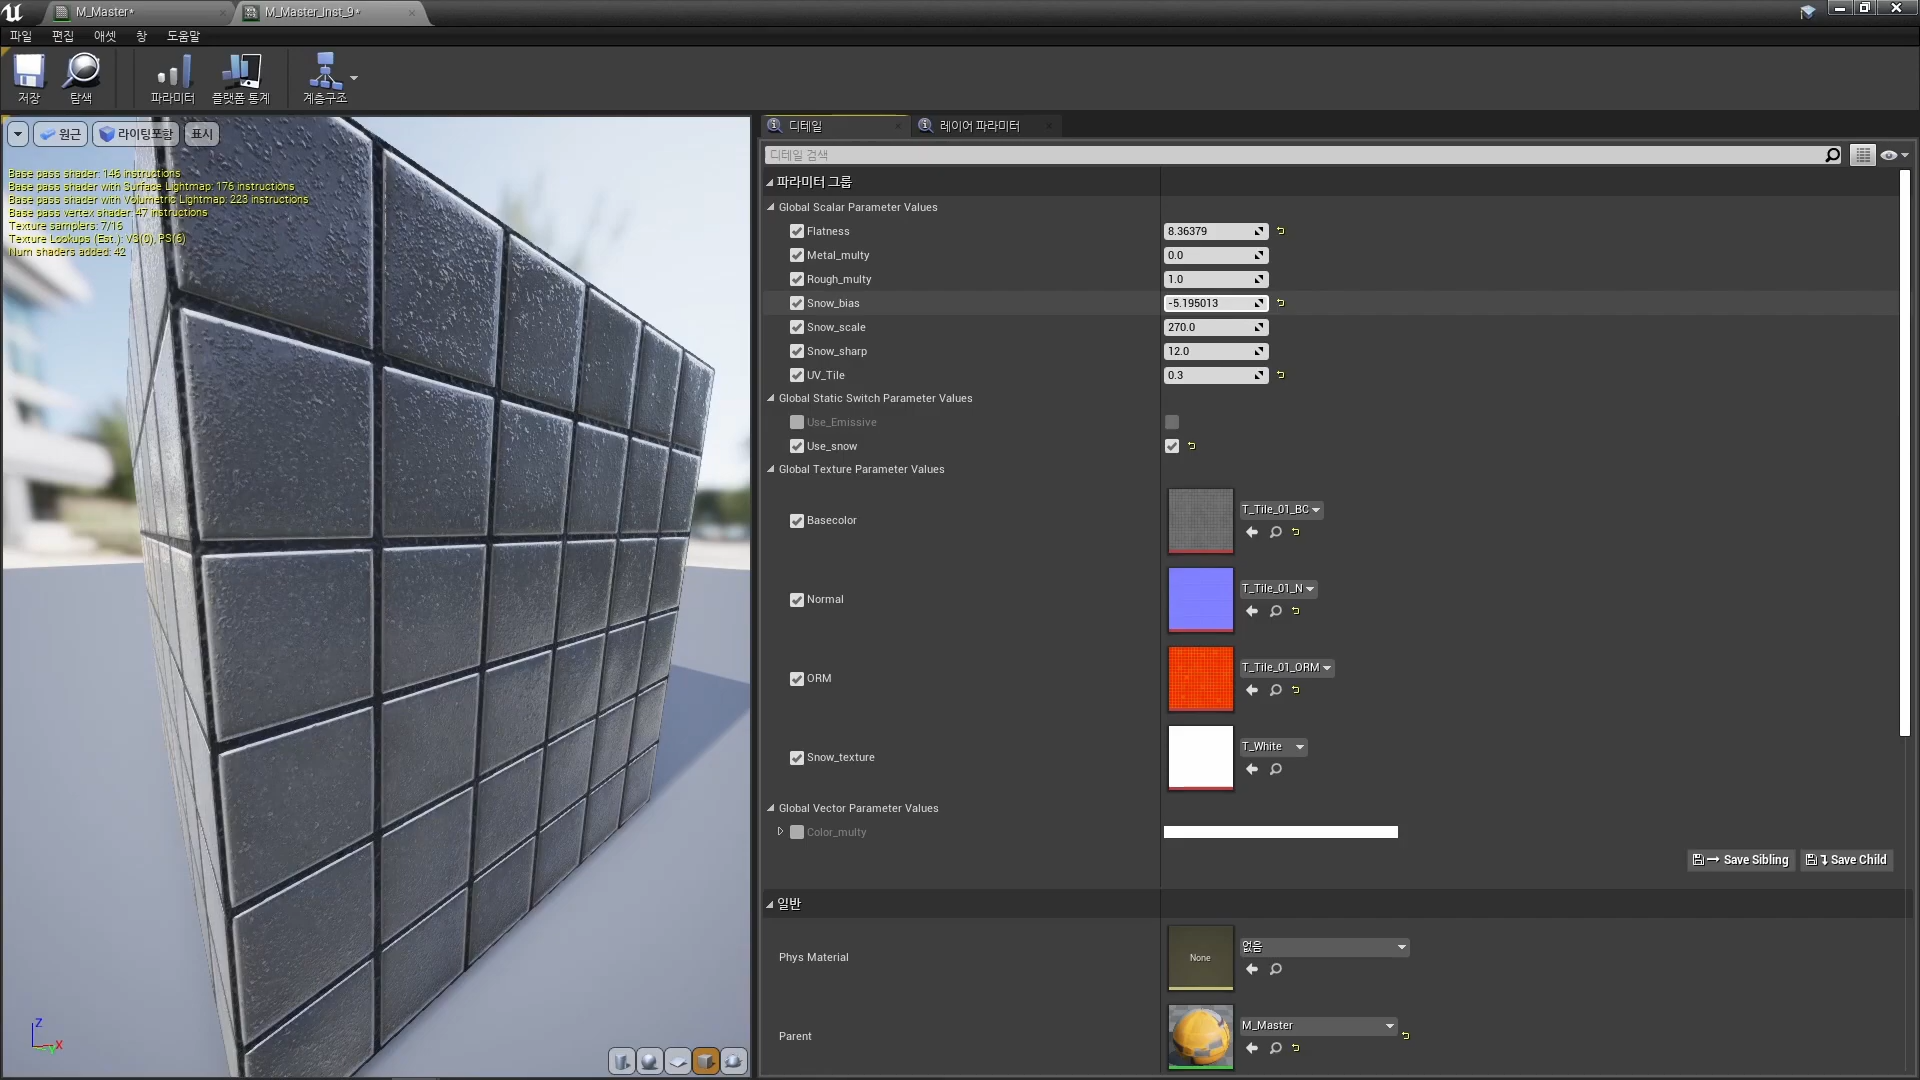 M_Master*
M_Master_Inst_9*
파일
편집
애셋
창
도움말
저장
탐색
파라미터
플랫폼 통계
계층구조
원근
라이팅포함
표시
Base pass shader: 146 instructions
Base pass shader with Surface Lightmap: 176 instructions
Base pass shader with Volumetric Lightmap: 223 instructions
Base pass vertex shader: 47 instructions
Texture samplers: 7/16
Texture Lookups (Est.): VS(0), PS(6)
Num shaders added: 42
Z
X
디테일
레이어 파라미터
디테일 검색
파라미터 그룹
Global Scalar Parameter Values
Flatness
8.36379
Metal_multy
0.0
Rough_multy
1.0
Snow_bias
-5.195013
Snow_scale
270.0
Snow_sharp
12.0
UV_Tile
0.3
Global Static Switch Parameter Values
Use_Emissive
Use_snow
Global Texture Parameter Values
Basecolor
T_Tile_01_BC
Normal
T_Tile_01_N
ORM
T_Tile_01_ORM
Snow_texture
T_White
Global Vector Parameter Values
Color_multy
Save Sibling
Save Child
일반
Phys Material
None
없음
Parent
M_Master